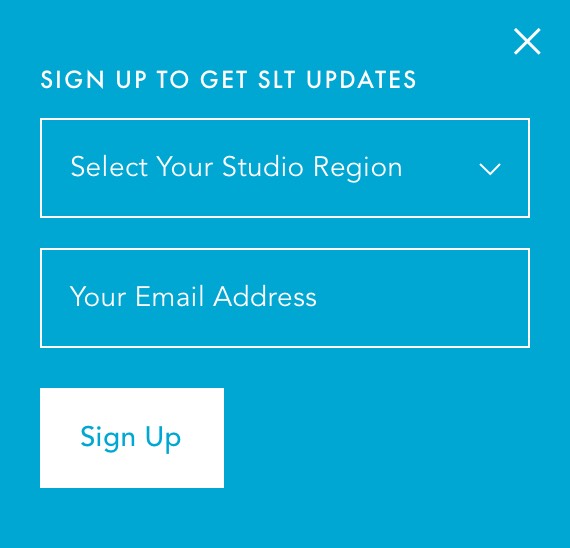 SIGN UP TO GET SLT UPDATES
Select Your Studio Region
Your Email Address
Sign Up